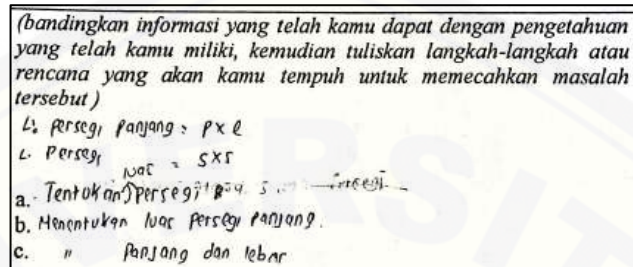 (bandingkan informasi yang telah kamu dapat dengan pengetahuan
yang telah kamu miliki, kemudian tuliskan langkah-langkah atau
rencana yang akan kamu tempuh untuk memecahkan masalah
tersebut)
L. Persegi Panjang = p x l
L. Persegi = s x s
a. Tentukan luas persegi
b. Menentukan luas persegi panjang.
c. " Panjang dan lebar